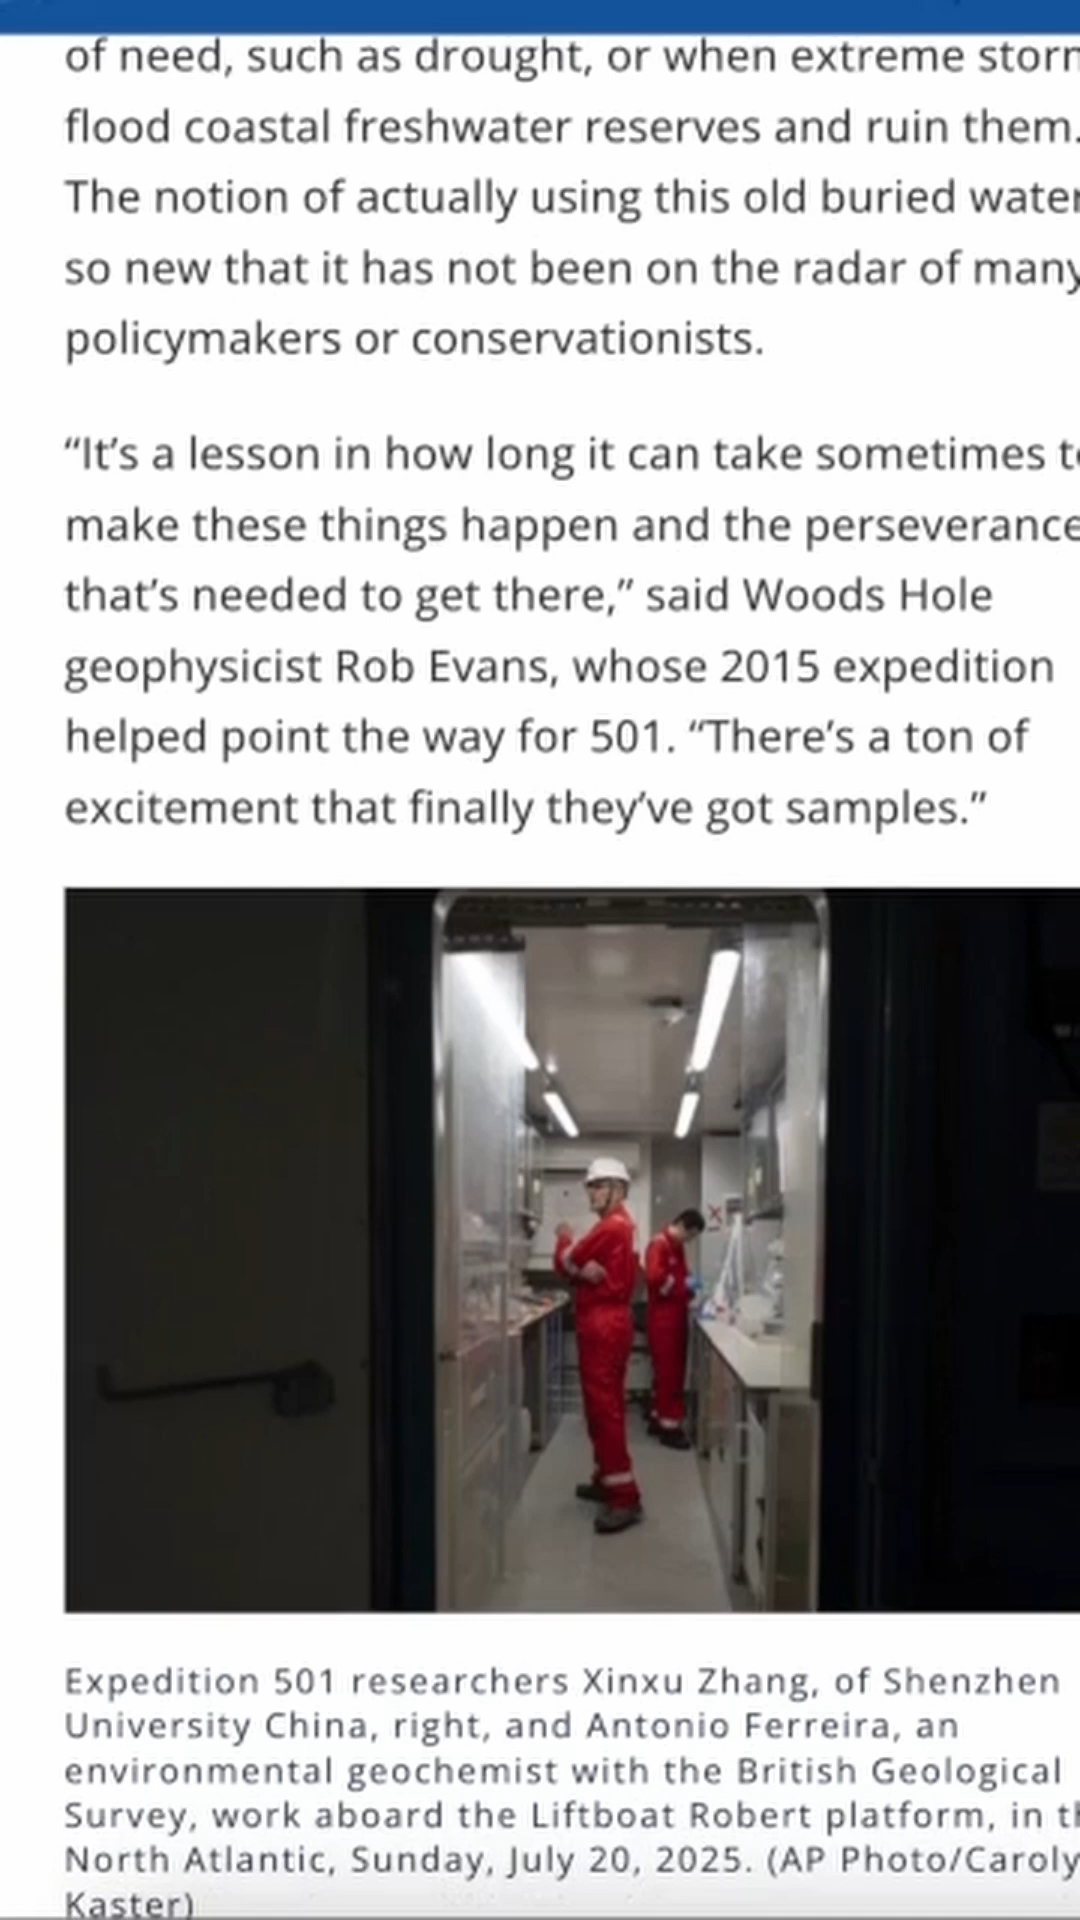 of need, such as drought, or when extreme
flood coastal freshwater reserves and ruin them.
The notion of actually using this old buried water
so new that it has not been on the radar of many
policymakers or conservationists.
“It’s a lesson in how long it can take sometimes
make these things happen and the perseverance
that’s needed to get there,” said Woods Hole
geophysicist Rob Evans, whose 2015 expedition
helped point the way for 501. “There’s a ton of
excitement that finally they’ve got samples.”
Expedition 501 researchers Xinxu Zhang, of Shenzhen
University China, right, and Antonio Ferreira, an
environmental geochemist with the British Geological
Survey, work aboard the Liftboat Robert platform, in
North Atlantic, Sunday, July 20, 2025. (AP Photo/Caroly
Kaster)